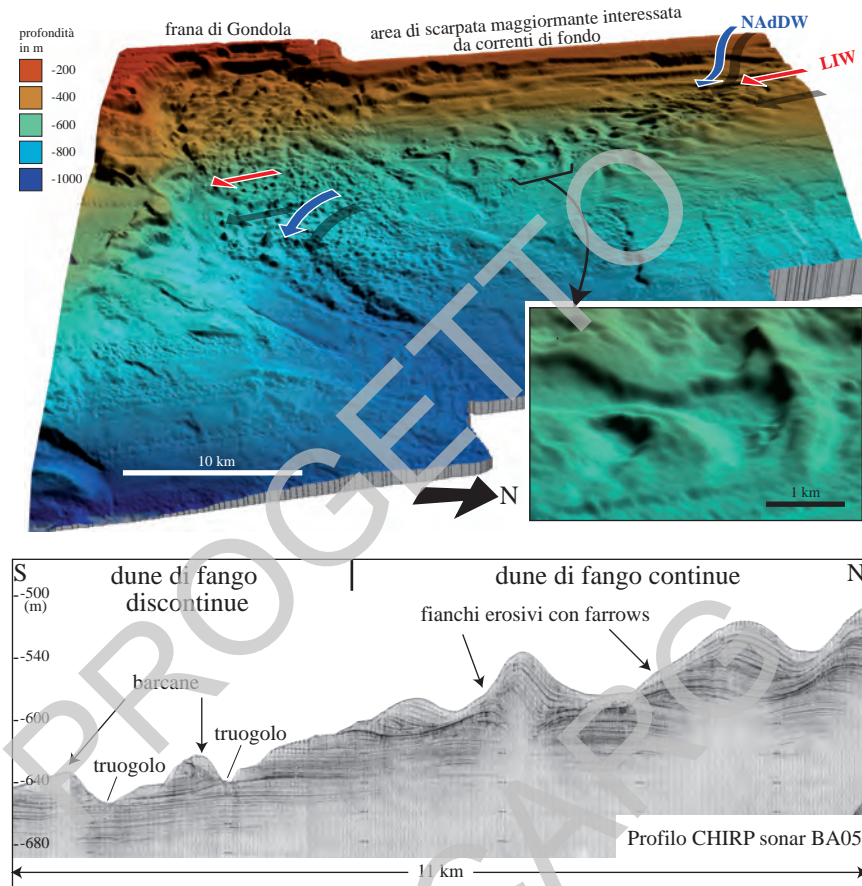 profondità
in m
-200
-400
-600
-800
-1000
frana di Gondola
area di scarpata maggiormante interessata
da correnti di fondo
NAdDW
LIW
10 km
N
1 km
S
dune di fango
discontinue
dune di fango continue
N
-500
(m)
-540
-600
-640
-680
fianchi erosivi con farrows
barcane
truogolo
truogolo
Profilo CHIRP sonar BA05
11 km
PROGETTO
CARG